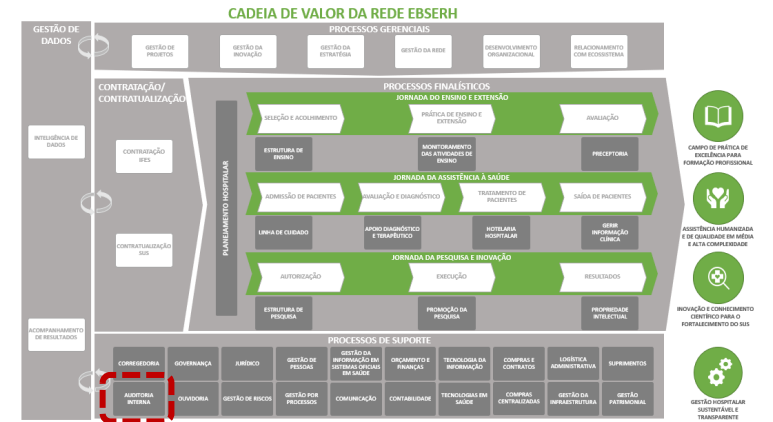 CADEIA DE VALOR DA REDE EBSERH
GESTÃO DE
DADOS
PROCESSOS GERENCIAIS
GESTÃO DE
PROJETOS
GESTÃO DA
INOVAÇÃO
GESTÃO DA
ESTRATÉGIA
GESTÃO DA REDE
DESENVOLVIMENTO
ORGANIZACIONAL
RELACIONAMENTO
COM ECOSSISTEMA
INTELIGÊNCIA DE
DADOS
ACOMPANHAMENTO
DE RESULTADOS
CONTRATAÇÃO/
CONTRATUALIZAÇÃO
CONTRATAÇÃO
IFES
CONTRATUALIZAÇÃO
SUS
PLANEJAMENTO HOSPITALAR
PROCESSOS FINALÍSTICOS
JORNADA DO ENSINO E EXTENSÃO
SELEÇÃO E ACOLHIMENTO
PRÁTICA DE ENSINO E
EXTENSÃO
AVALIAÇÃO
ESTRUTURA DE
ENSINO
MONITORAMENTO
DAS ATIVIDADES DE
ENSINO
PRECEPTORIA
JORNADA DA ASSISTÊNCIA À SAÚDE
ADMISSÃO DE PACIENTES
AVALIAÇÃO E DIAGNÓSTICO
TRATAMENTO DE
PACIENTES
SAÍDA DE PACIENTES
LINHA DE CUIDADO
APOIO DIAGNÓSTICO
E TERAPÊUTICO
HOTELARIA
HOSPITALAR
GERIR
INFORMAÇÃO
CLÍNICA
JORNADA DA PESQUISA E INOVAÇÃO
AUTORIZAÇÃO
EXECUÇÃO
RESULTADOS
ESTRUTURA DE
PESQUISA
PROMOÇÃO DA
PESQUISA
PROPRIEDADE
INTELECTUAL
CAMPO DE PRÁTICA DE
EXCELÊNCIA PARA
FORMAÇÃO PROFISSIONAL
ASSISTÊNCIA HUMANIZADA
E DE QUALIDADE EM MÉDIA
E ALTA COMPLEXIDADE
INOVAÇÃO E CONHECIMENTO
CIENTÍFICO PARA O
FORTALECIMENTO DO SUS
GESTÃO HOSPITALAR
SUSTENTÁVEL E
TRANSPARENTE
PROCESSOS DE SUPORTE
CORREGEDORIA
GOVERNANÇA
JURÍDICO
GESTÃO DE
PESSOAS
GESTÃO DA
INFORMAÇÃO EM
SISTEMAS OFICIAIS
EM SAÚDE
ORÇAMENTO E
FINANÇAS
TECNOLOGIA DA
INFORMAÇÃO
COMPRAS E
CONTRATOS
LOGÍSTICA
ADMINISTRATIVA
SUPRIMENTOS
AUDITORIA
INTERNA
OUVIDORIA
GESTÃO DE RISCOS
GESTÃO POR
PROCESSOS
COMUNICAÇÃO
CONTABILIDADE
TECNOLOGIAS EM
SAÚDE
COMPRAS
CENTRALIZADAS
GESTÃO DA
INFRAESTRUTURA
GESTÃO
PATRIMONIAL